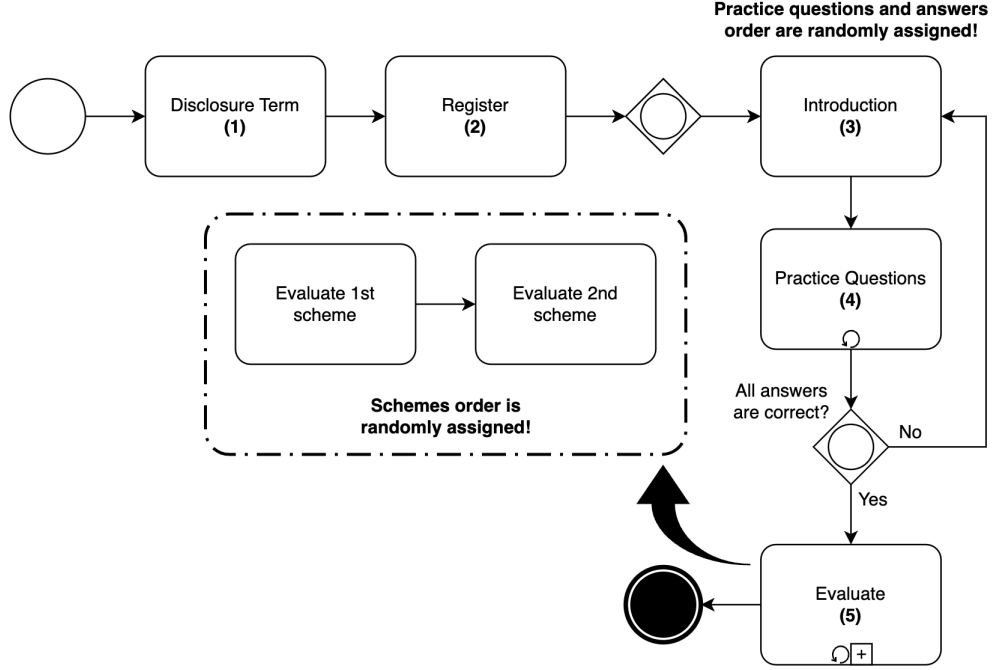 Practice questions and answers
order are randomly assigned!
Disclosure Term
(1)
Register
(2)
Introduction
(3)
Evaluate 1st
scheme
Evaluate 2nd
scheme
Schemes order is
randomly assigned!
Practice Questions
(4)
All answers
are correct?
No
Yes
Evaluate
(5)
+